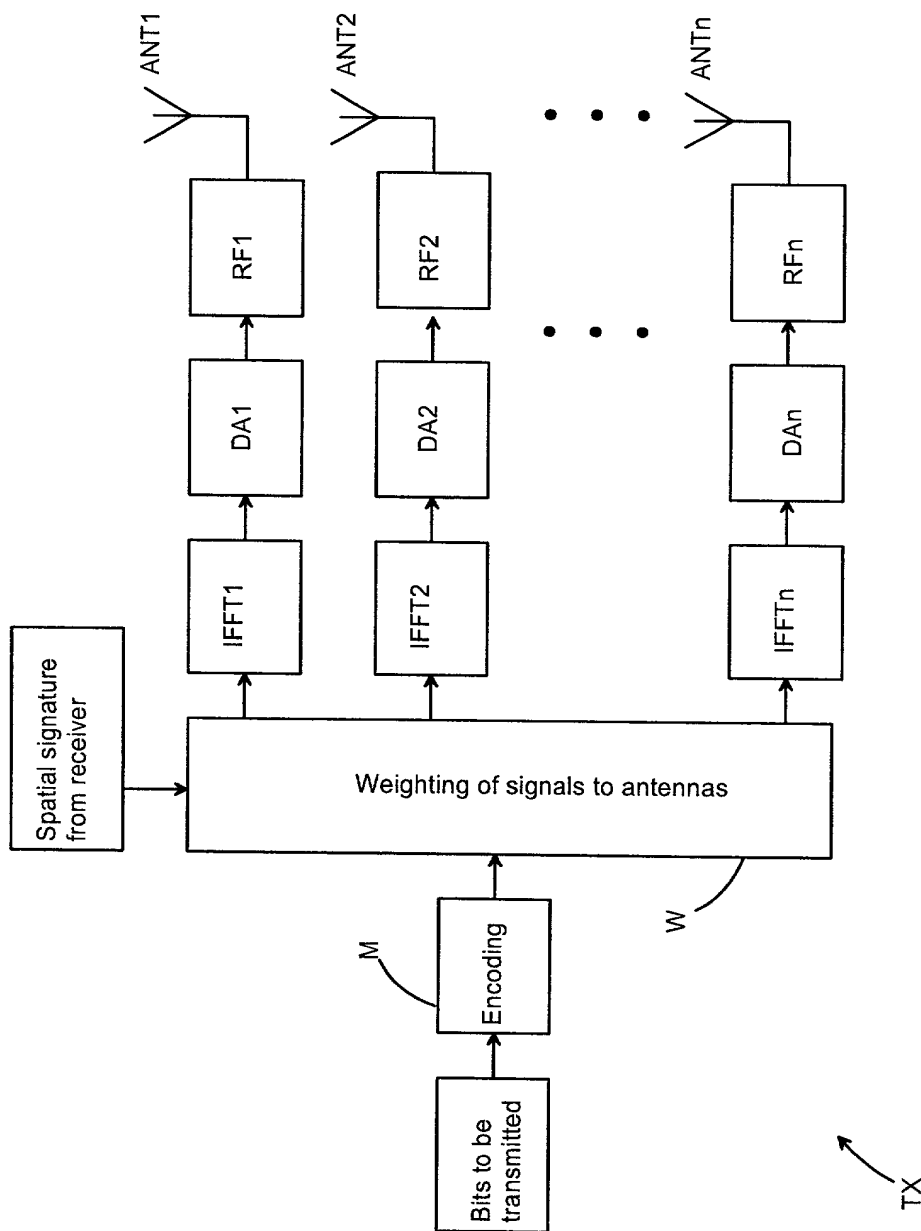 ANT1
ANT2
ANTn
RF1
RF2
RFn
DA1
DA2
DAn
IFFT1
IFFT2
IFFTn
Spatial signature
from receiver
Weighting of signals to antennas
W
M
Encoding
Bits to be
transmitted
TX